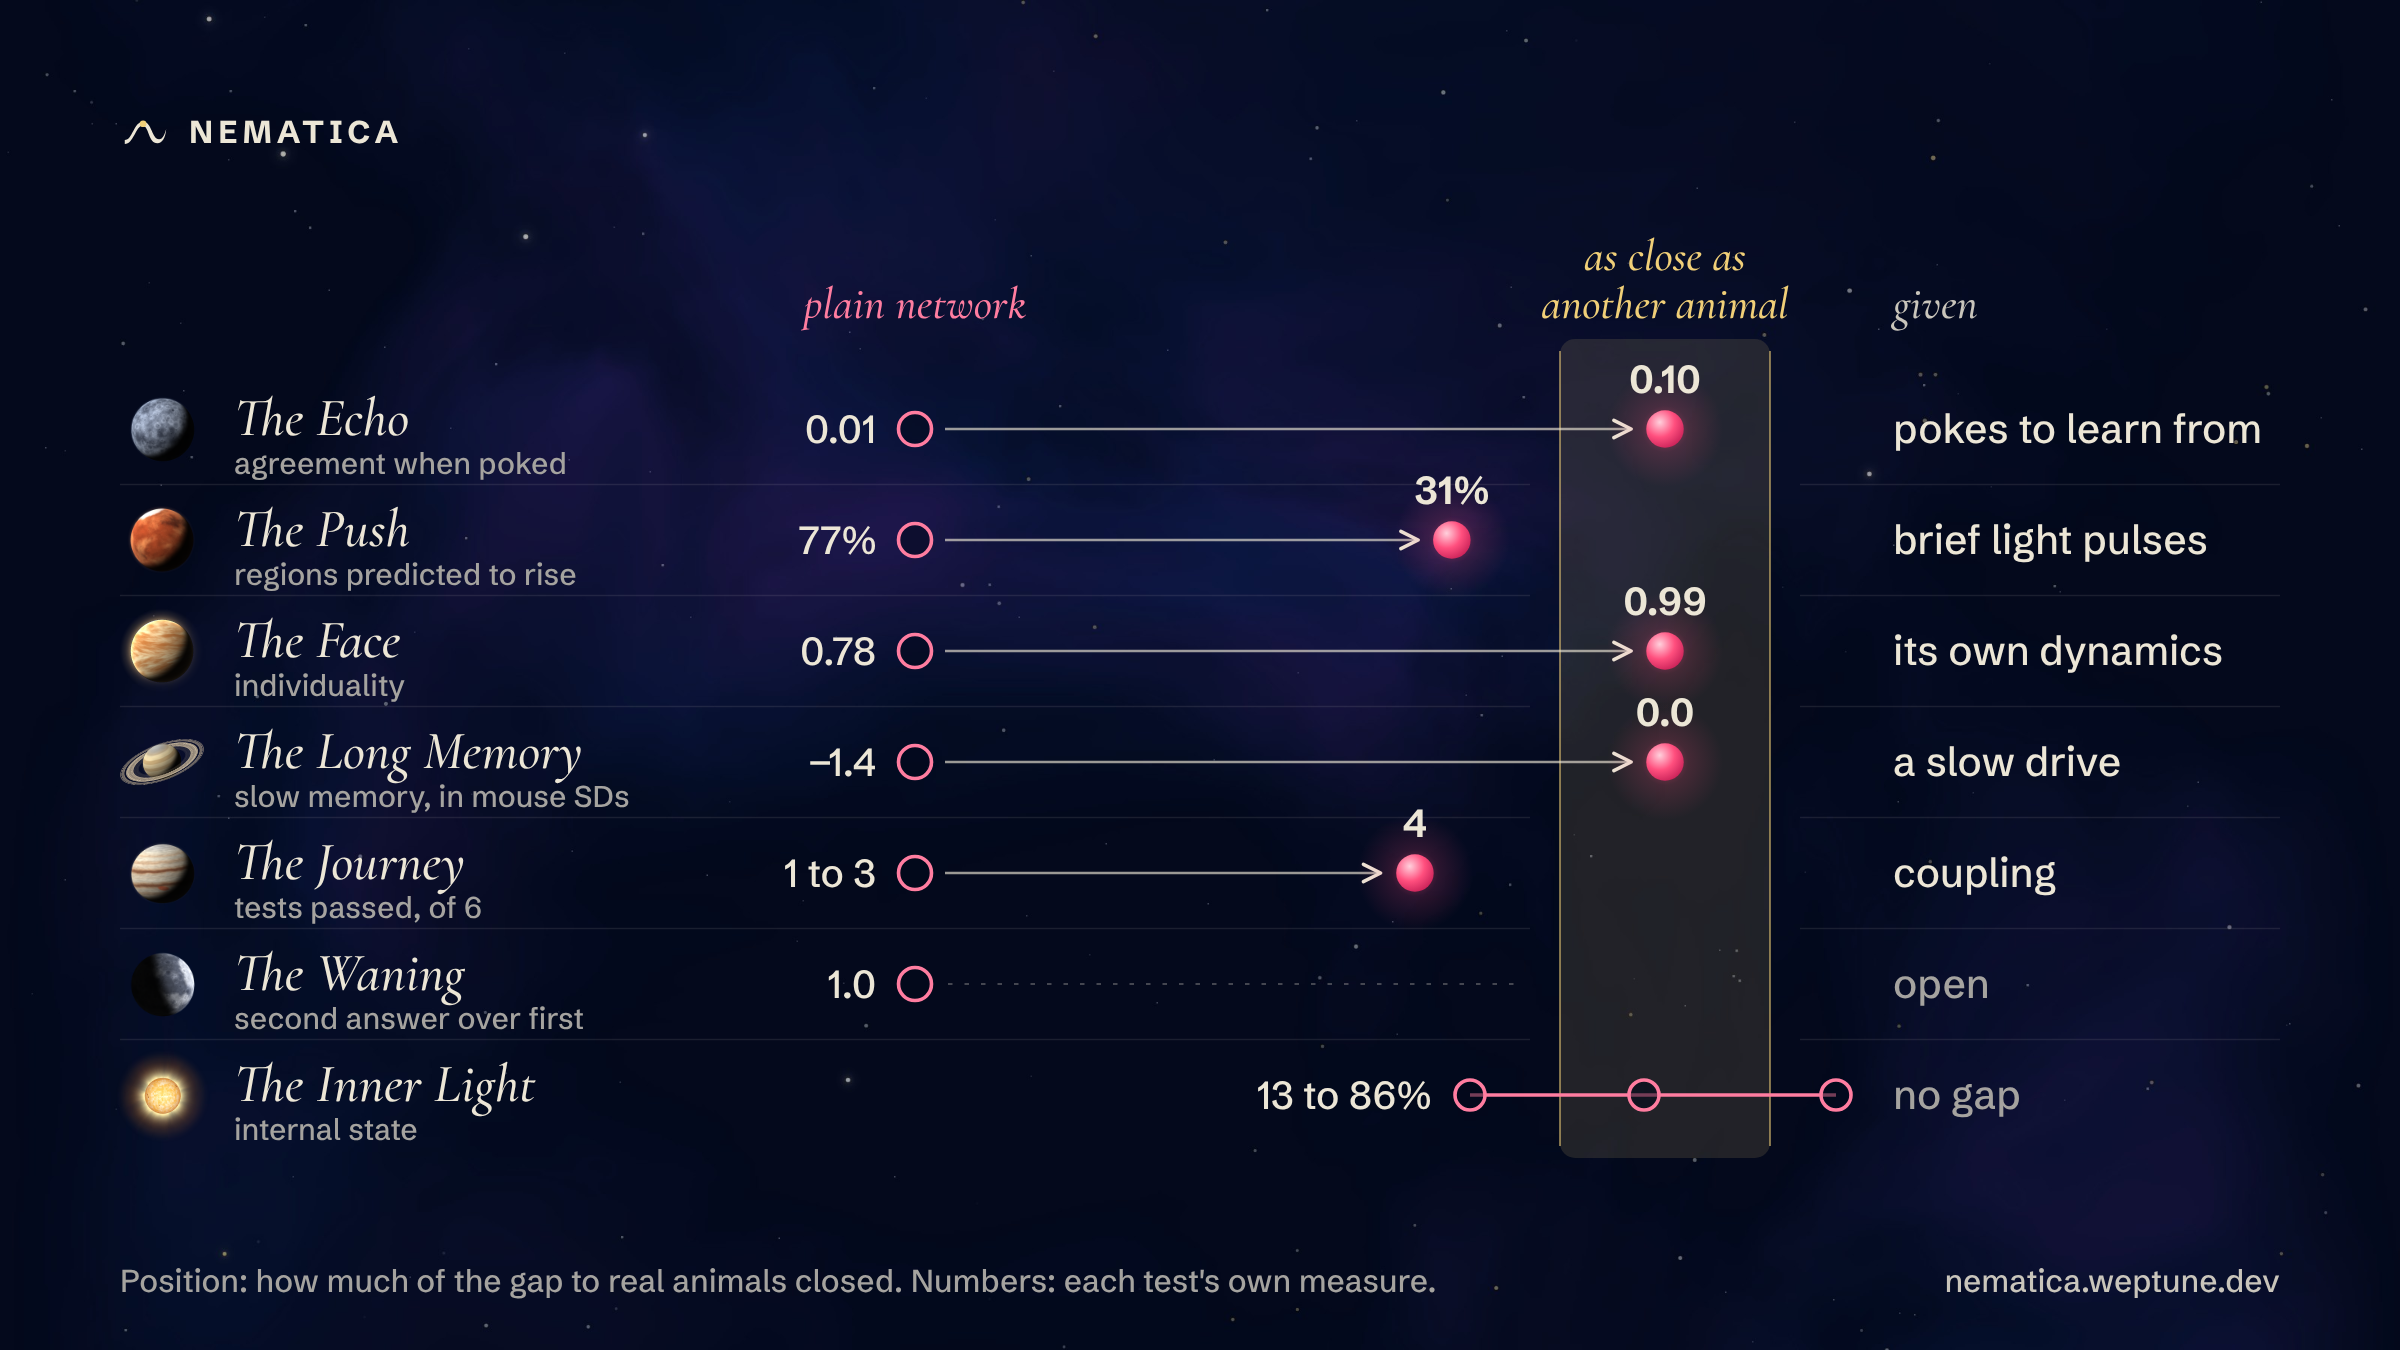 NEMATICA
as close as
another animal
plain network
given
The Echo
agreement when poked
0.01
0.10
pokes to learn from
The Push
regions predicted to rise
77%
31%
brief light pulses
The Face
individuality
0.78
0.99
its own dynamics
The Long Memory
slow memory, in mouse SDs
−1.4
0.0
a slow drive
The Journey
tests passed, of 6
1 to 3
4
coupling
The Waning
second answer over first
1.0
open
The Inner Light
internal state
13 to 86%
no gap
Position: how much of the gap to real animals closed. Numbers: each test's own measure.
nematica.weptune.dev